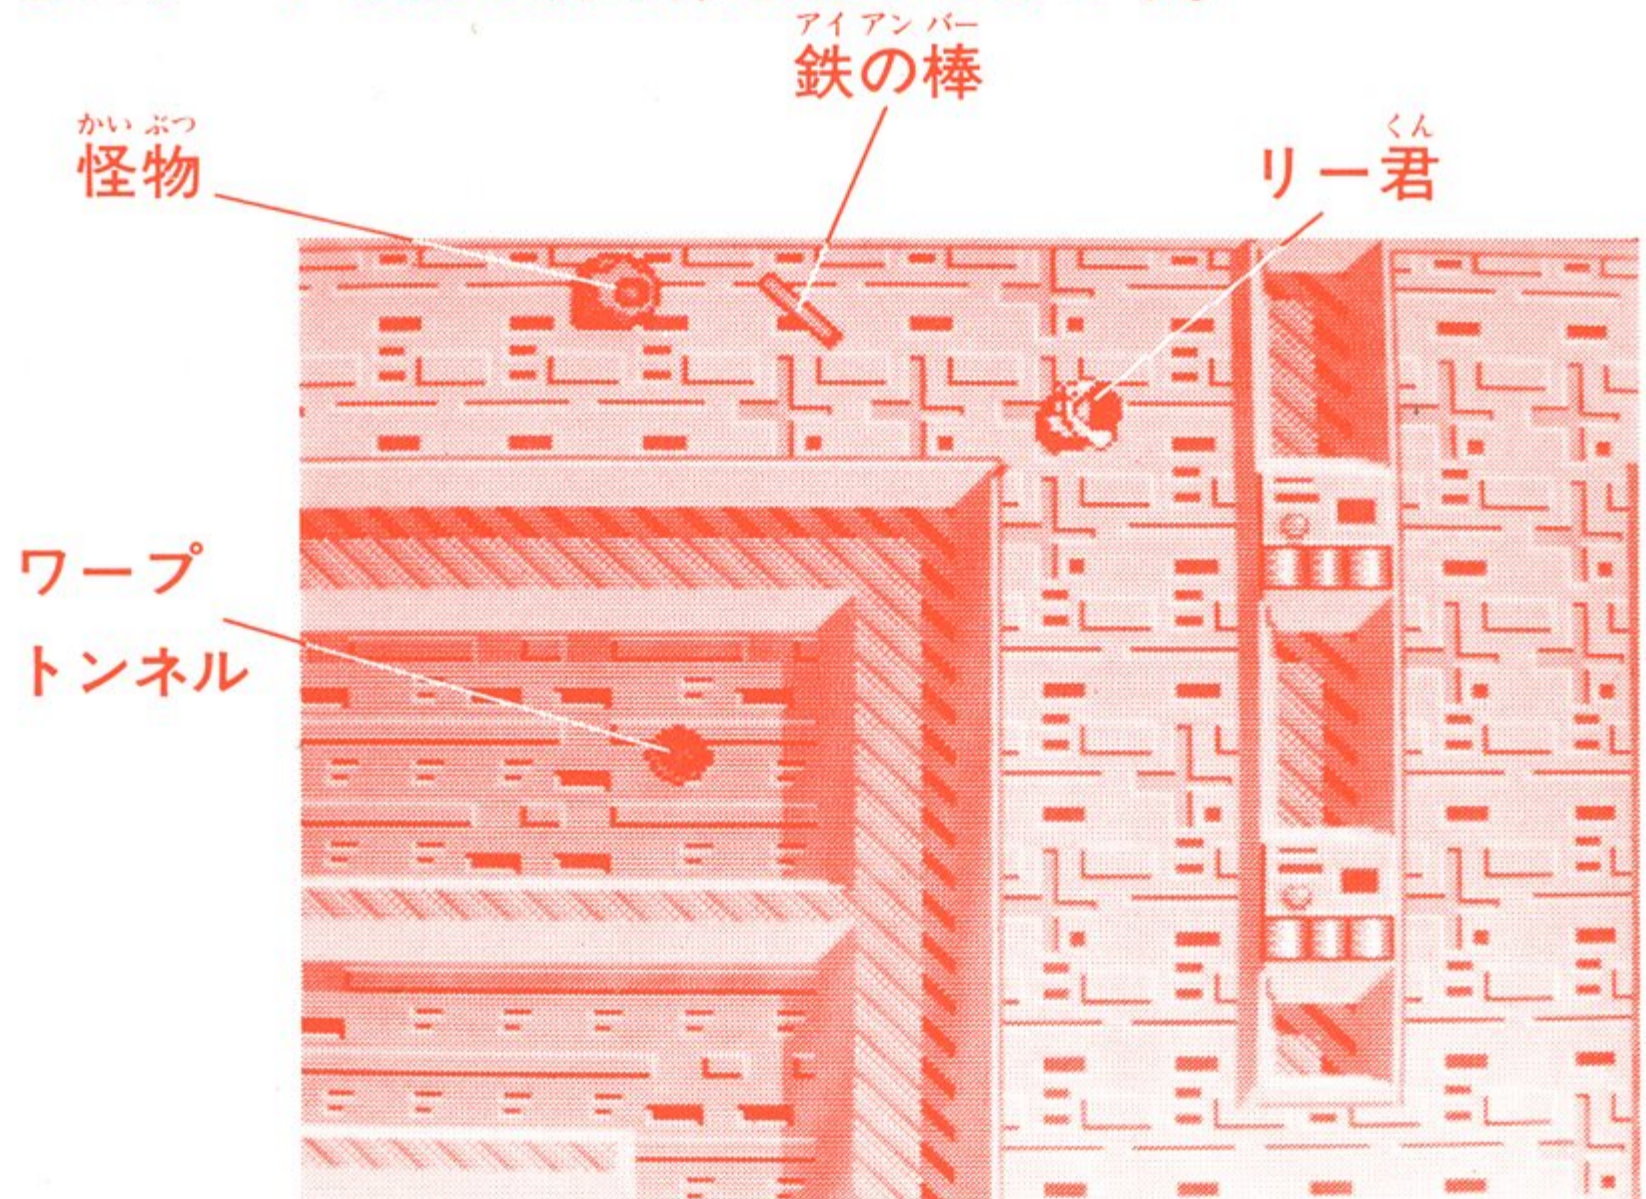 アイアンバー
鉄の棒
かいぶつ
怪物
くん
リー君
ワープ
トンネル